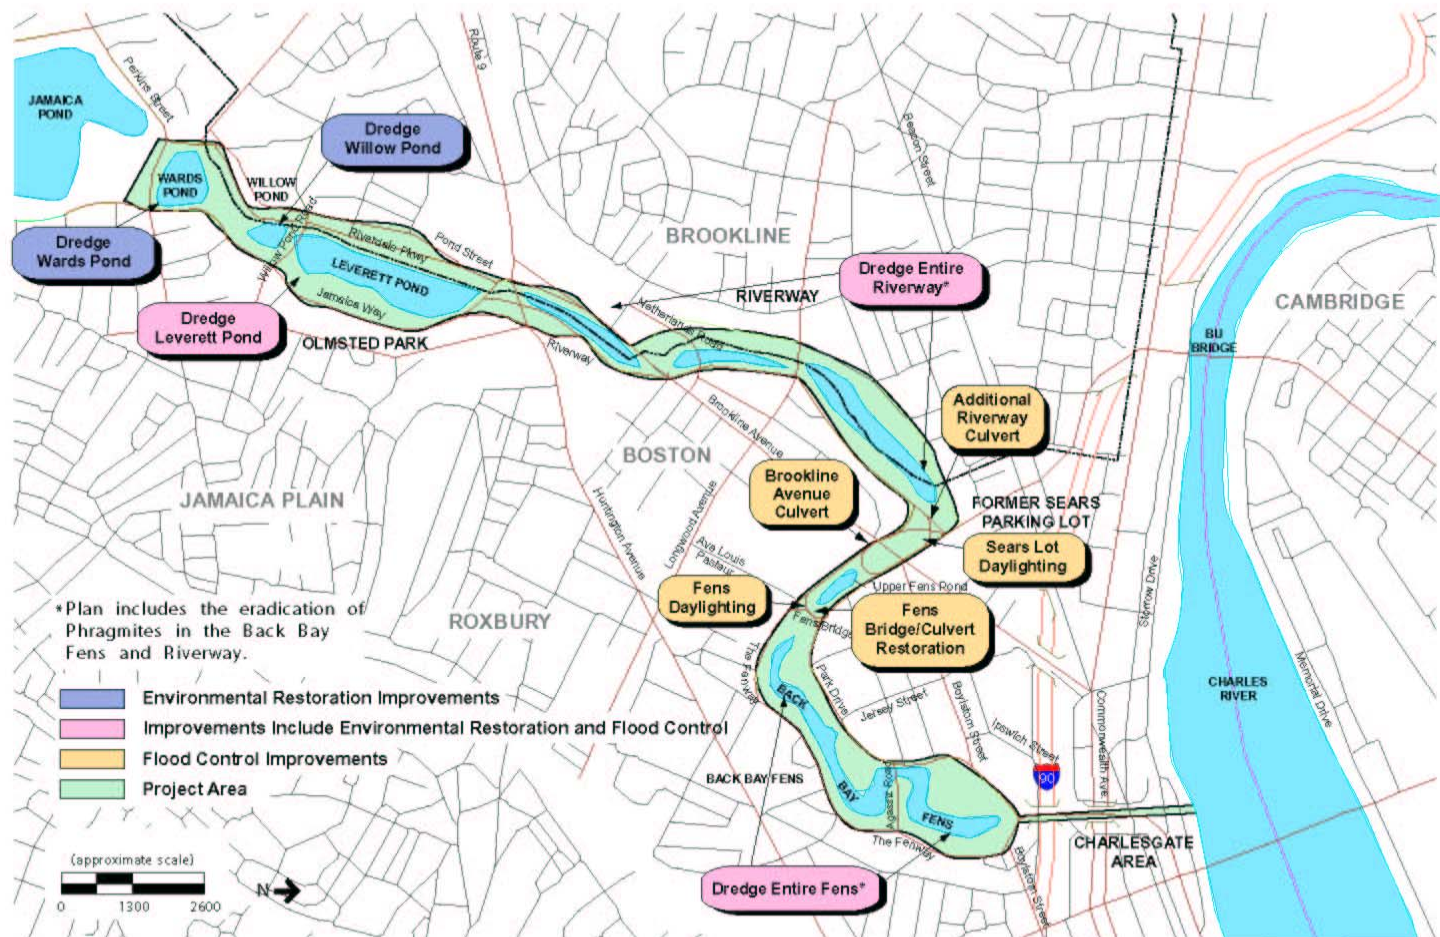 Perkins Street
Route 9
JAMAICA
POND
Dredge
Willow Pond
WARDS
POND
WILLOW
POND
Beacon Street
Dredge
Wards Pond
Willow Pond Road
Riverdale Pkwy
Pond Street
BROOKLINE
LEVERETT POND
Jamaica Way
Dredge
Leverett Pond
OLMSTED PARK
Riverway
RIVERWAY
Netherlands Road
Dredge Entire
Riverway*
CAMBRIDGE
BU
BRIDGE
Brookline Avenue
Additional
Riverway
Culvert
BOSTON
JAMAICA PLAIN
Huntington Avenue
Longwood Avenue
Brookline
Avenue
Culvert
FORMER SEARS
PARKING LOT
Ave Louis
Pasteur
Sears Lot
Daylighting
Storrow Drive
Fens
Daylighting
Upper Fens Pond
Fens Bridge
Fens
Bridge/Culvert
Restoration
ROXBURY
*Plan includes the eradication of
Phragmites in the Back Bay
Fens and Riverway.
The Fenway
Park Drive
Jersey Street
Boylston Street
Ipswich Street
Commonwealth Ave.
CHARLES
RIVER
Memorial Drive
Environmental Restoration Improvements
Improvements Include Environmental Restoration and Flood Control
Flood Control Improvements
Project Area
BACK
BAY
FENS
BACK BAY FENS
Agassiz Road
90
The Fenway
Boylston Street
CHARLESGATE
AREA
Dredge Entire Fens*
(approximate scale)
0 1300 2600
N